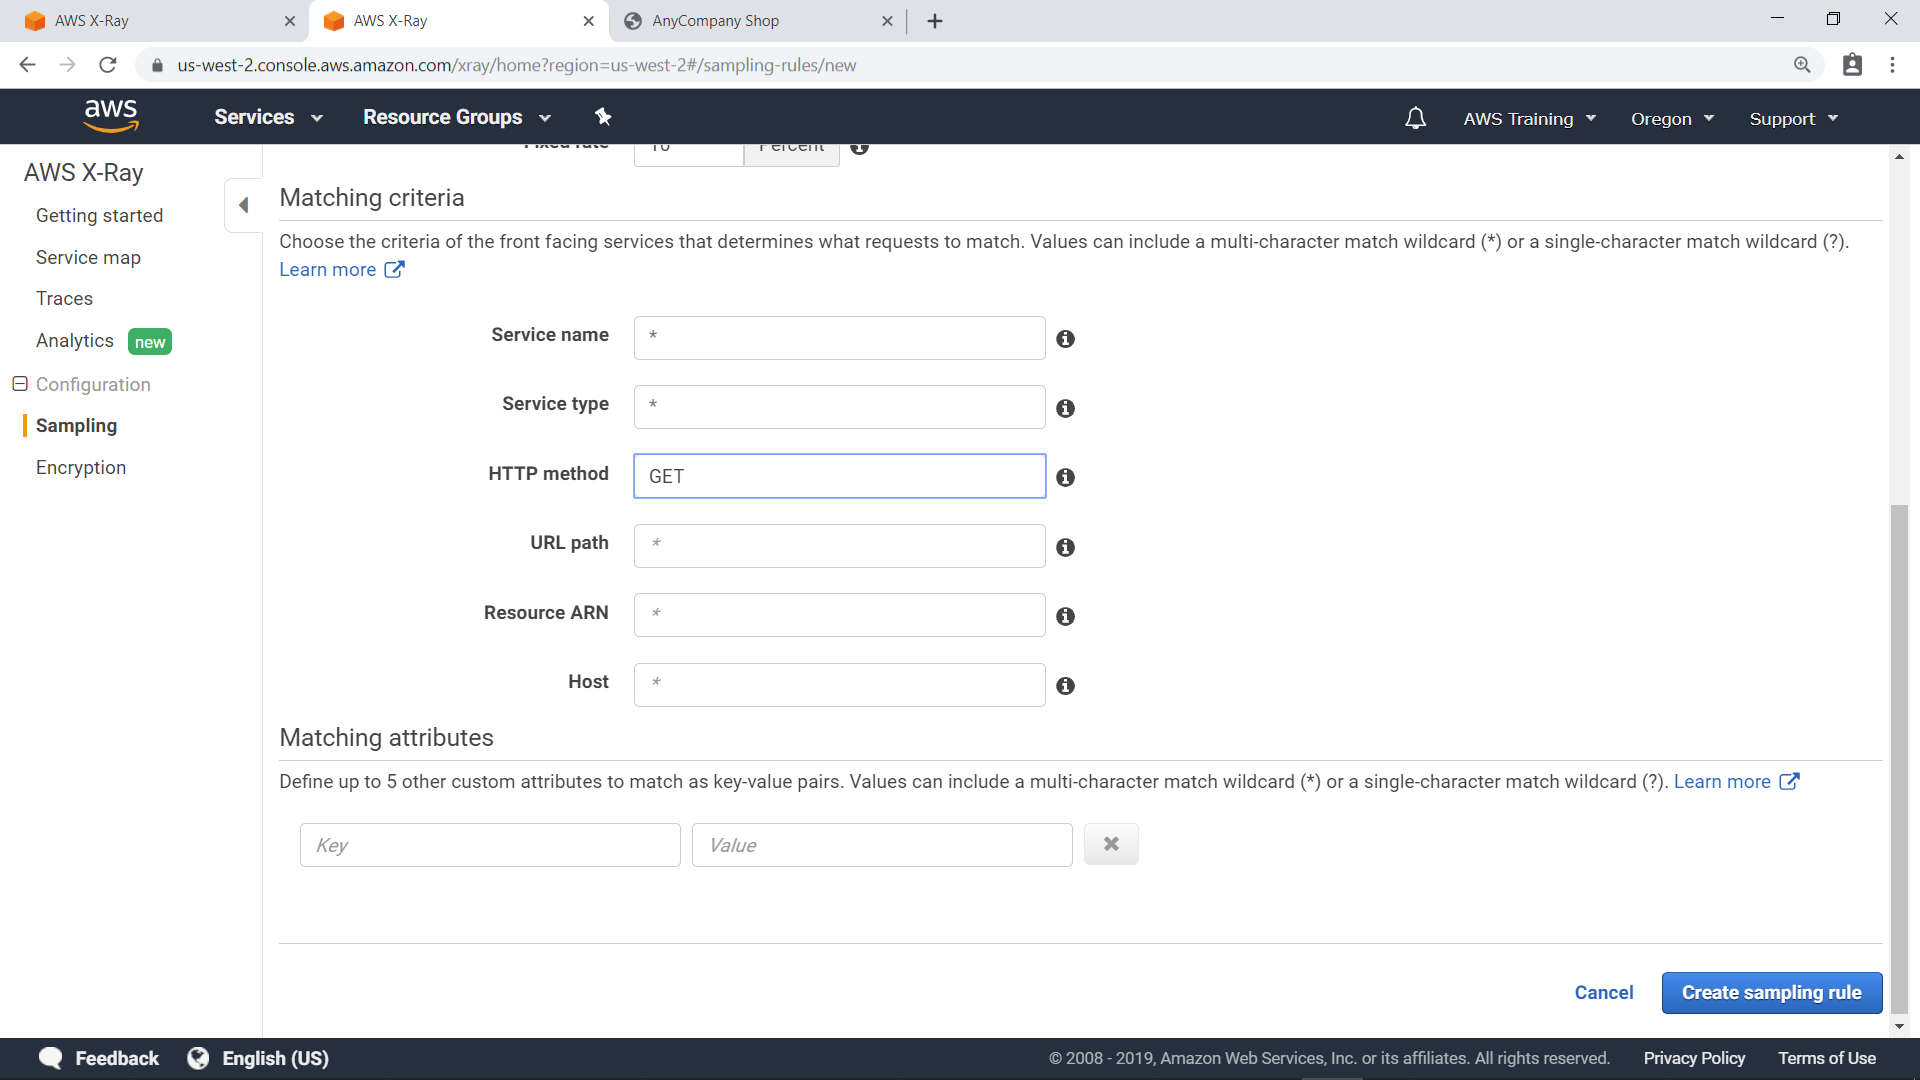 AWS X-Ray
AWS X-Ray
AnyCompany Shop
us-west-2.console.aws.amazon.com/xray/home?region=us-west-2#/sampling-rules/new
aws
Services
Resource Groups
AWS Training
Oregon
Support
AWS X-Ray
Getting started
Service map
Traces
Analytics new
Configuration
Sampling
Encryption
Fixed rate 10 Percent
Matching criteria
Choose the criteria of the front facing services that determines what requests to match. Values can include a multi-character match wildcard (*) or a single-character match wildcard (?).
Learn more
Service name *
Service type *
HTTP method GET
URL path *
Resource ARN *
Host *
Matching attributes
Define up to 5 other custom attributes to match as key-value pairs. Values can include a multi-character match wildcard (*) or a single-character match wildcard (?). Learn more
Key Value
Cancel Create sampling rule
Feedback English (US) © 2008 - 2019, Amazon Web Services, Inc. or its affiliates. All rights reserved. Privacy Policy Terms of Use